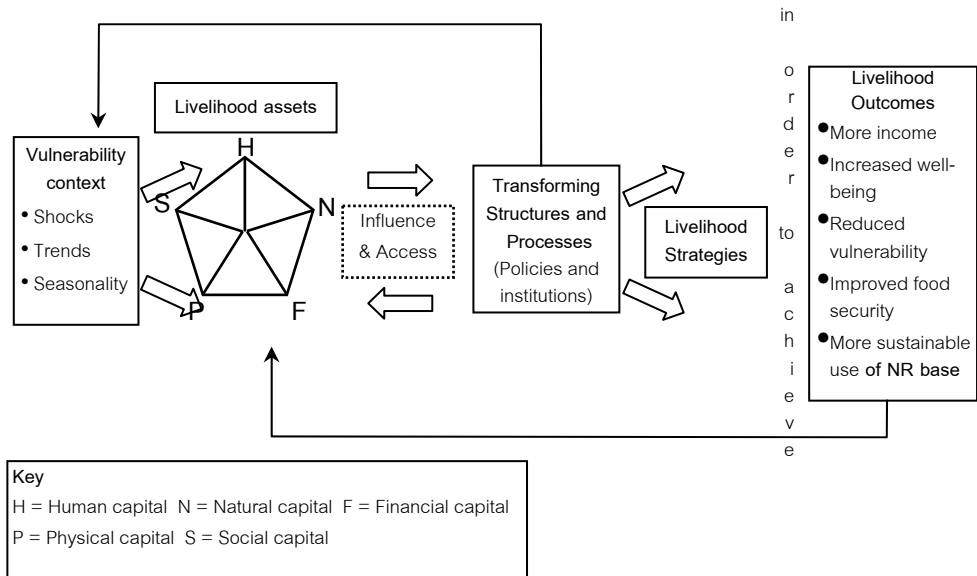 Livelihood assets
Vulnerability
context
• Shocks
• Trends
• Seasonality
H
S
N
P
F
Influence
& Access
Transforming
Structures and
Processes
(Policies and
institutions)
Livelihood
Strategies
in
o
r
d
e
r
to
a
c
h
i
e
v
e
Livelihood
Outcomes
●More income
●Increased well-
being
●Reduced
vulnerability
●Improved food
security
●More sustainable
use of NR base
Key
H = Human capital N = Natural capital F = Financial capital
P = Physical capital S = Social capital